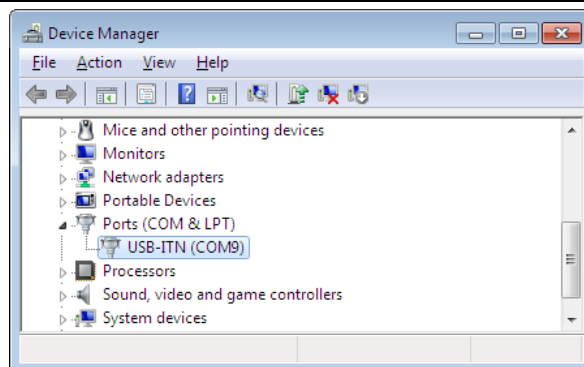 Device Manager
File Action View Help
Mice and other pointing devices
Monitors
Network adapters
Portable Devices
Ports (COM & LPT)
USB-ITN (COM9)
Processors
Sound, video and game controllers
System devices